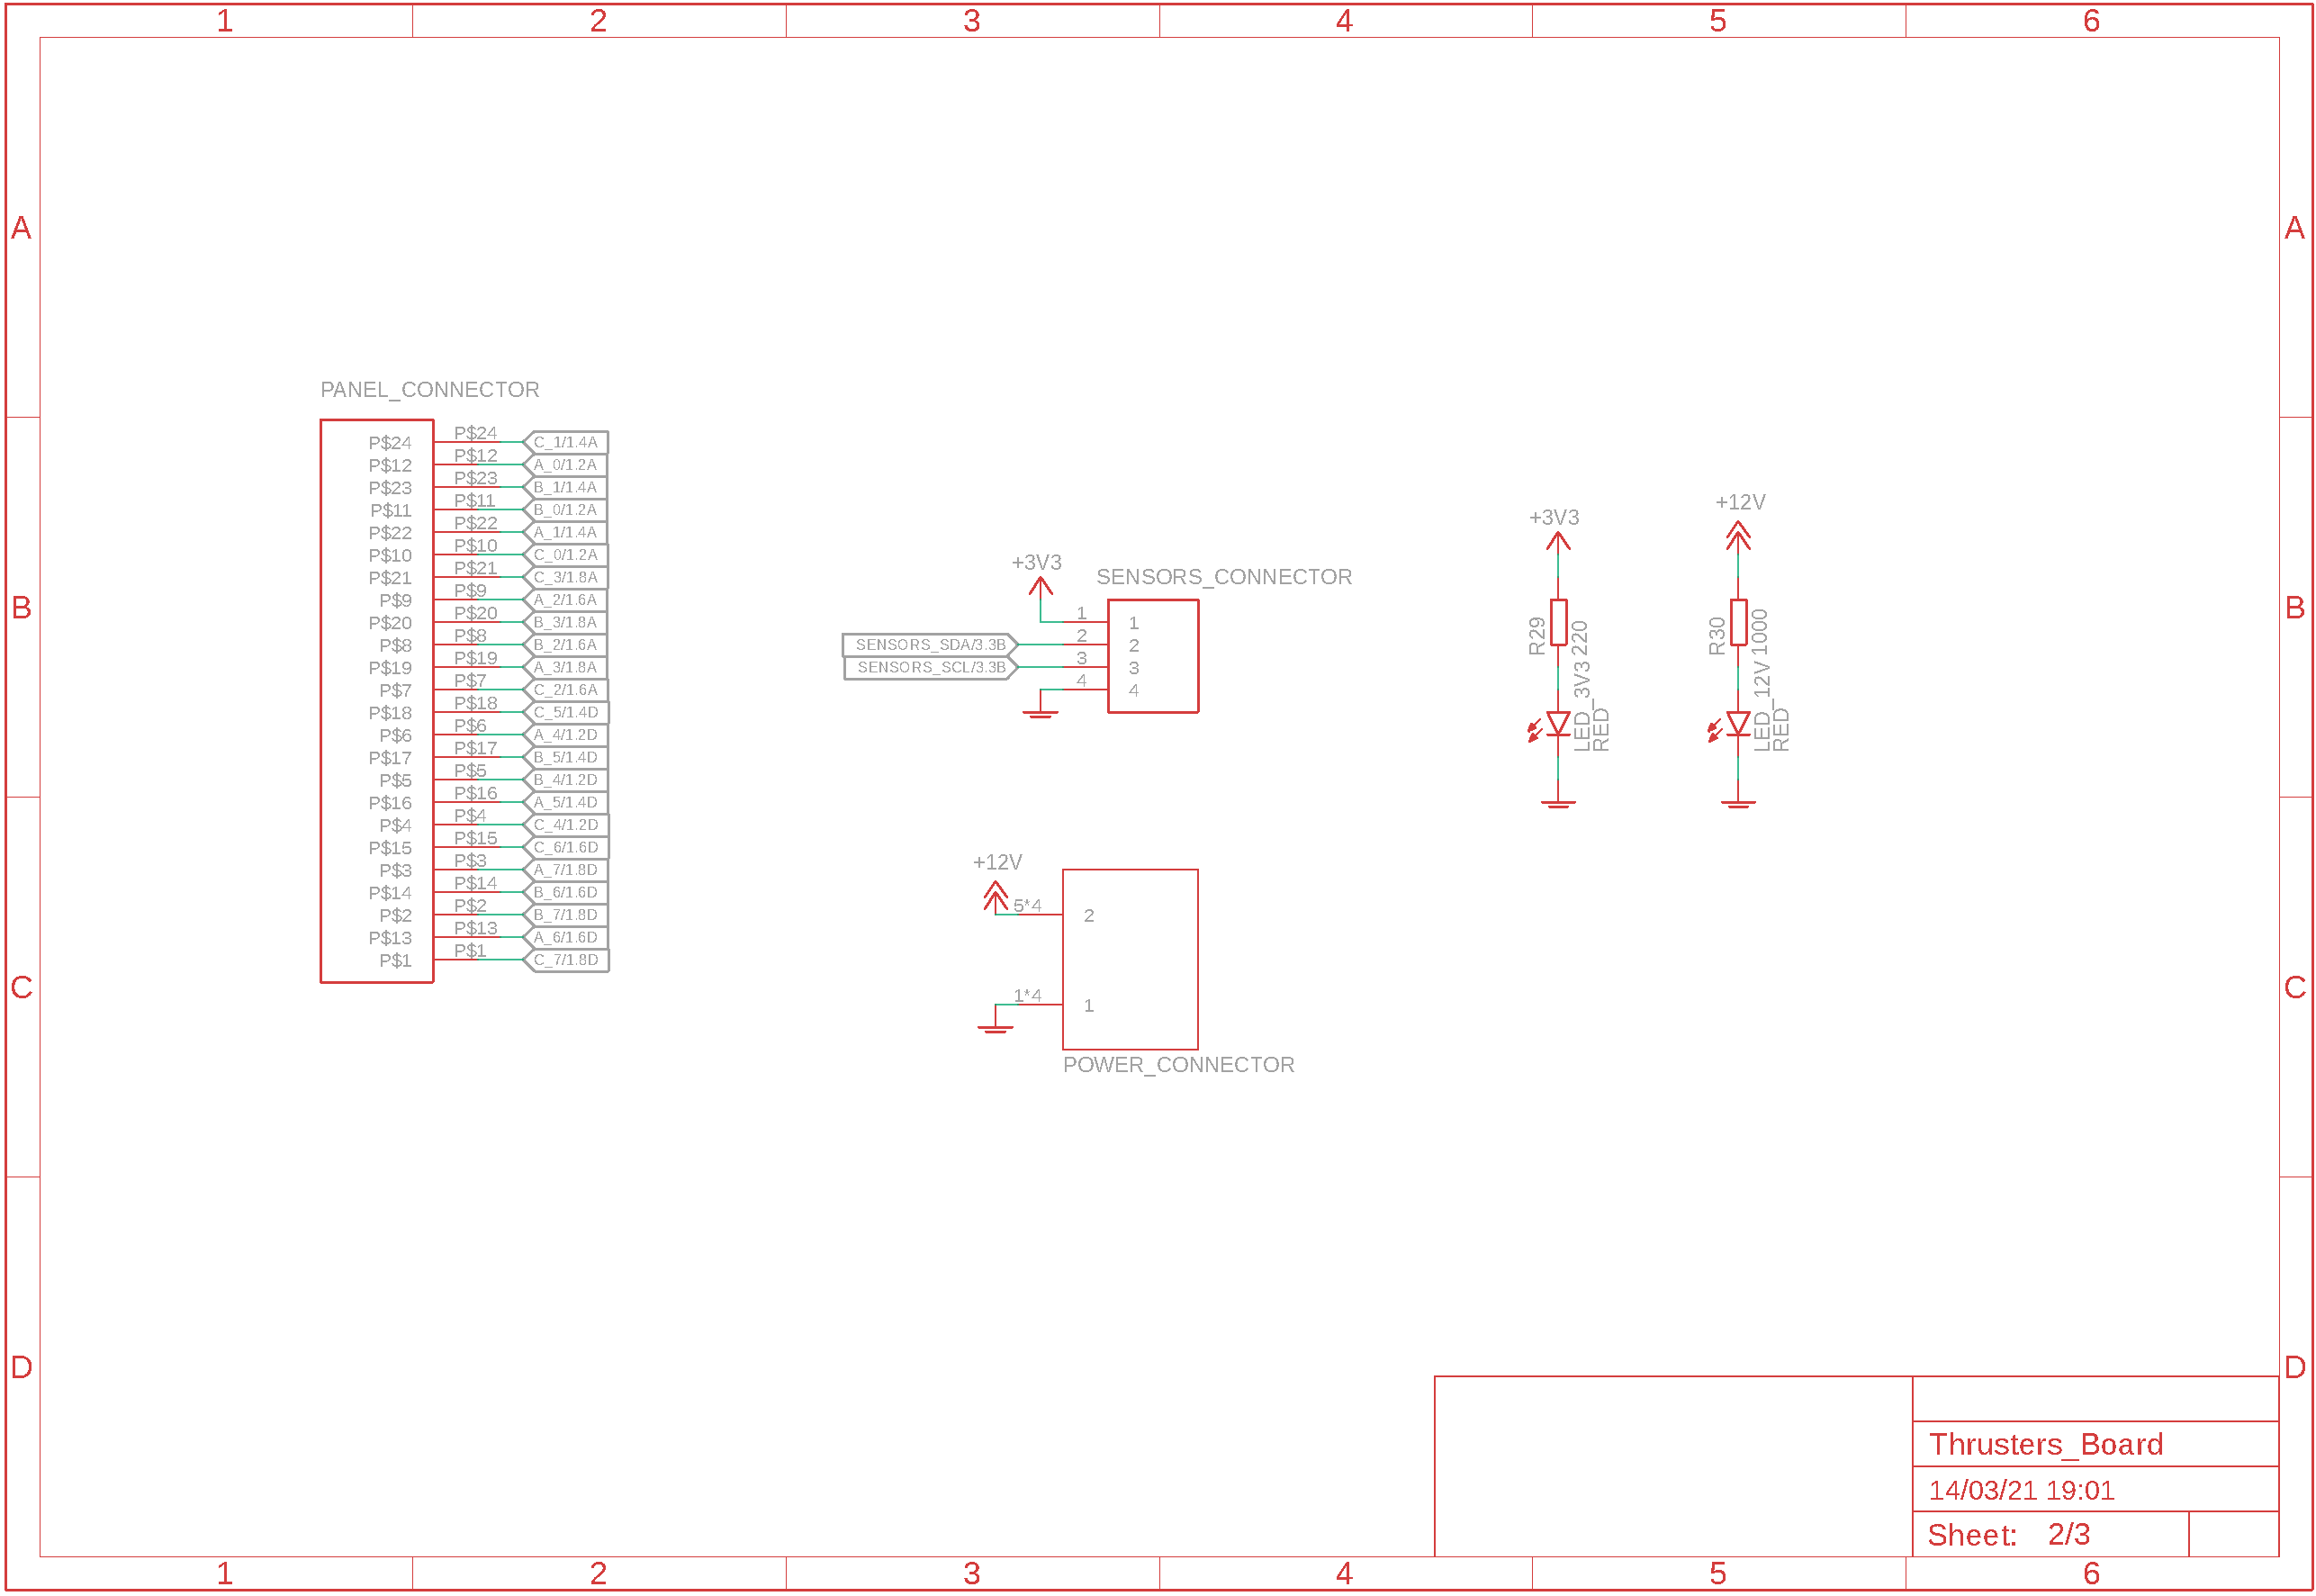 1 2 3 4 5 6
A A
PANEL_CONNECTOR
P$24 P$24 C_1/1.4A
P$12 P$12 A_0/1.2A
P$23 P$23 B_1/1.4A
P$11 P$11 B_0/1.2A
P$22 P$22 A_1/1.4A
P$10 P$10 C_0/1.2A
P$21 P$21 C_3/1.8A
P$9 P$9 A_2/1.6A
P$20 P$20 B_3/1.8A
P$8 P$8 B_2/1.6A
P$19 P$19 A_3/1.8A
P$7 P$7 C_2/1.6A
P$18 P$18 C_5/1.4D
P$6 P$6 A_4/1.2D
P$17 P$17 B_5/1.4D
P$5 P$5 B_4/1.2D
P$16 P$16 A_5/1.4D
P$4 P$4 C_4/1.2D
P$15 P$15 C_6/1.6D
P$3 P$3 A_7/1.8D
P$14 P$14 B_6/1.6D
P$2 P$2 B_7/1.8D
P$13 P$13 A_6/1.6D
P$1 P$1 C_7/1.8D
B B
+3V3
SENSORS_CONNECTOR
1 1
SENSORS_SDA/3.3B 2 2
SENSORS_SCL/3.3B 3 3
4 4
+12V
5*4 2
1*4 1
POWER_CONNECTOR
+3V3
R29
220
LED_3V3
RED
+12V
R30
1000
LED_12V
RED
C C
D D
Thrusters_Board
14/03/21 19:01
Sheet: 2/3
1 2 3 4 5 6